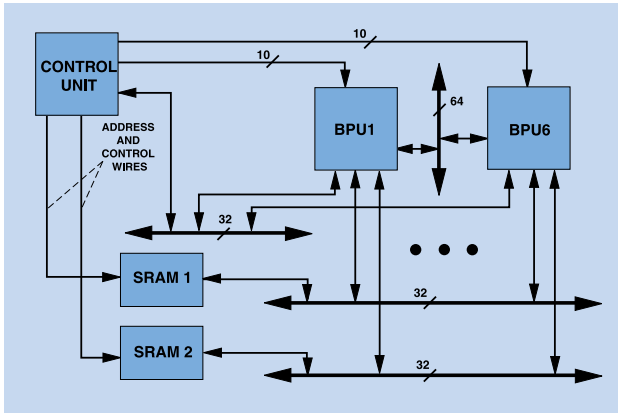 CONTROL
UNIT
10
10
64
BPU1
BPU6
ADDRESS
AND
CONTROL
WIRES
32
SRAM 1
32
SRAM 2
32